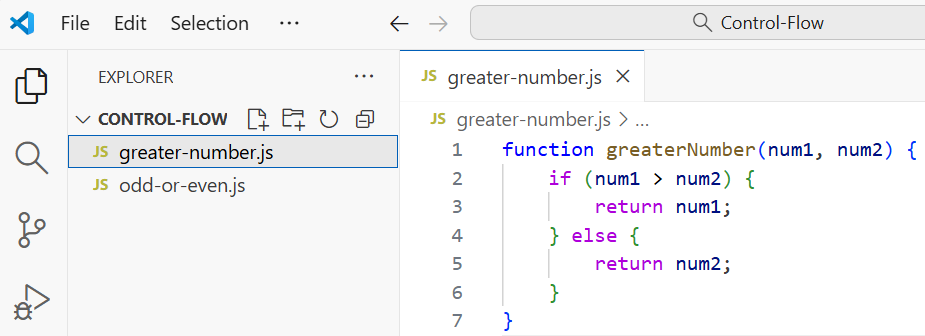 File Edit Selection ... Control-Flow
EXPLORER ...
CONTROL-FLOW
JS greater-number.js
JS odd-or-even.js
JS greater-number.js
JS greater-number.js > ...
1 function greaterNumber(num1, num2) {
2     if (num1 > num2) {
3         return num1;
4     } else {
5         return num2;
6     }
7 }